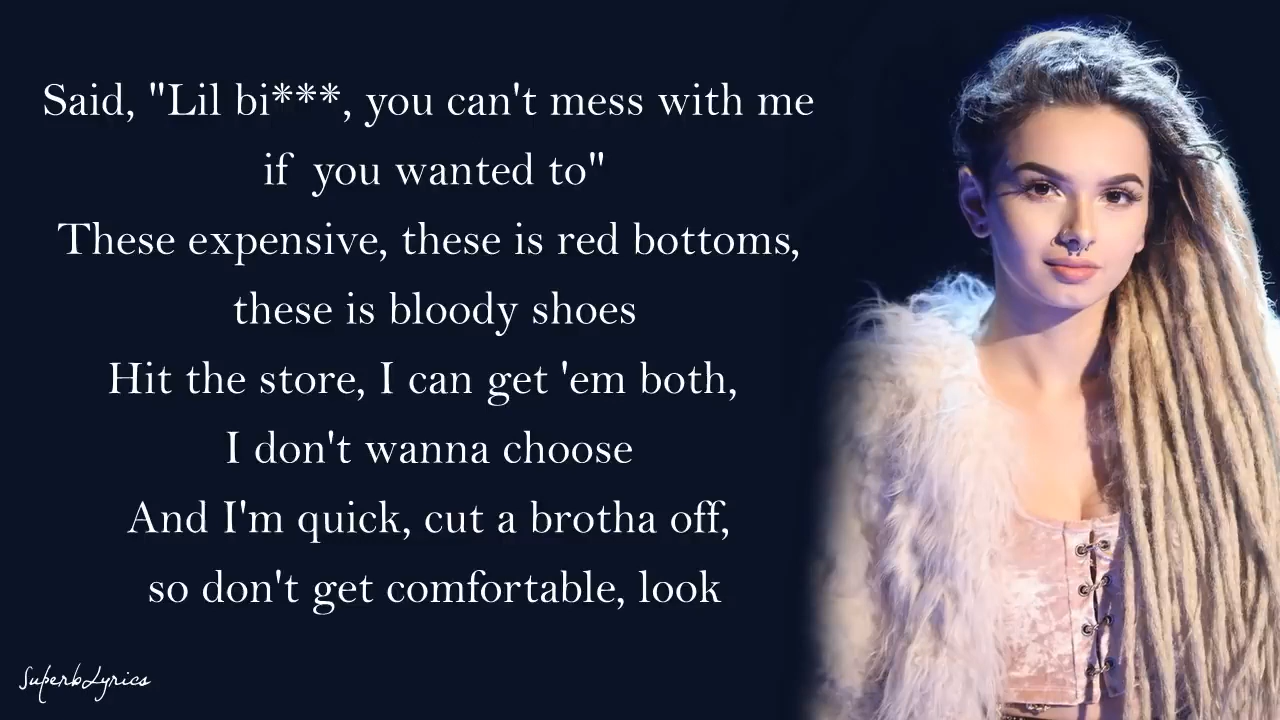 Said, "Lil bi***, you can't mess with me
if you wanted to"
These expensive, these is red bottoms,
these is bloody shoes
Hit the store, I can get 'em both,
I don't wanna choose
And I'm quick, cut a brotha off,
so don't get comfortable, look
SuperbLyrics